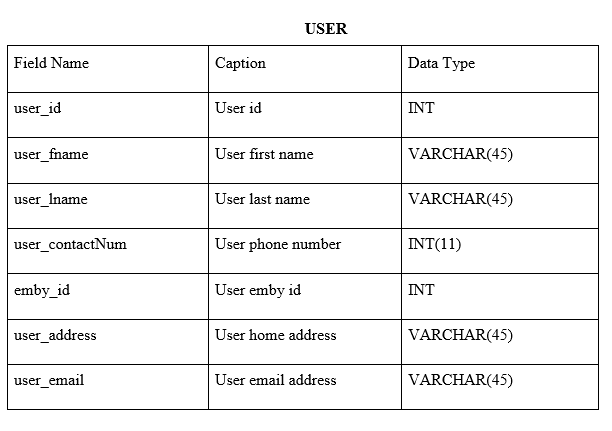 USER
Field Name Caption Data Type
user_id User id INT
user_fname User first name VARCHAR(45)
user_lname User last name VARCHAR(45)
user_contactNum User phone number INT(11)
emby_id User emby id INT
user_address User home address VARCHAR(45)
user_email User email address VARCHAR(45)